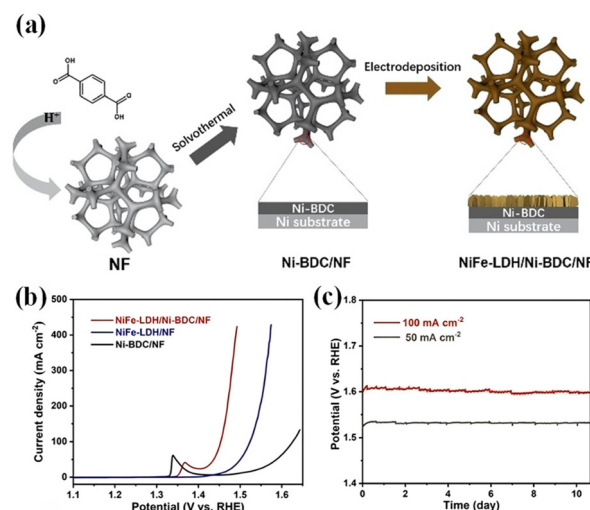 (a)
OH
O
O
OH
H⁺
Solvothermal
Electrodeposition
Ni-BDC
Ni substrate
Ni-BDC
Ni substrate
NF
Ni-BDC/NF
NiFe-LDH/Ni-BDC/NF
(b)
500
400
300
200
100
0
1.1
1.2
1.3
1.4
1.5
1.6
Current density (mA cm⁻²)
Potential (V vs. RHE)
NiFe-LDH/Ni-BDC/NF
NiFe-LDH/NF
Ni-BDC/NF
(c)
1.8
1.7
1.6
1.5
1.4
0
2
4
6
8
10
Potential (V vs. RHE)
Time (day)
100 mA cm⁻²
50 mA cm⁻²